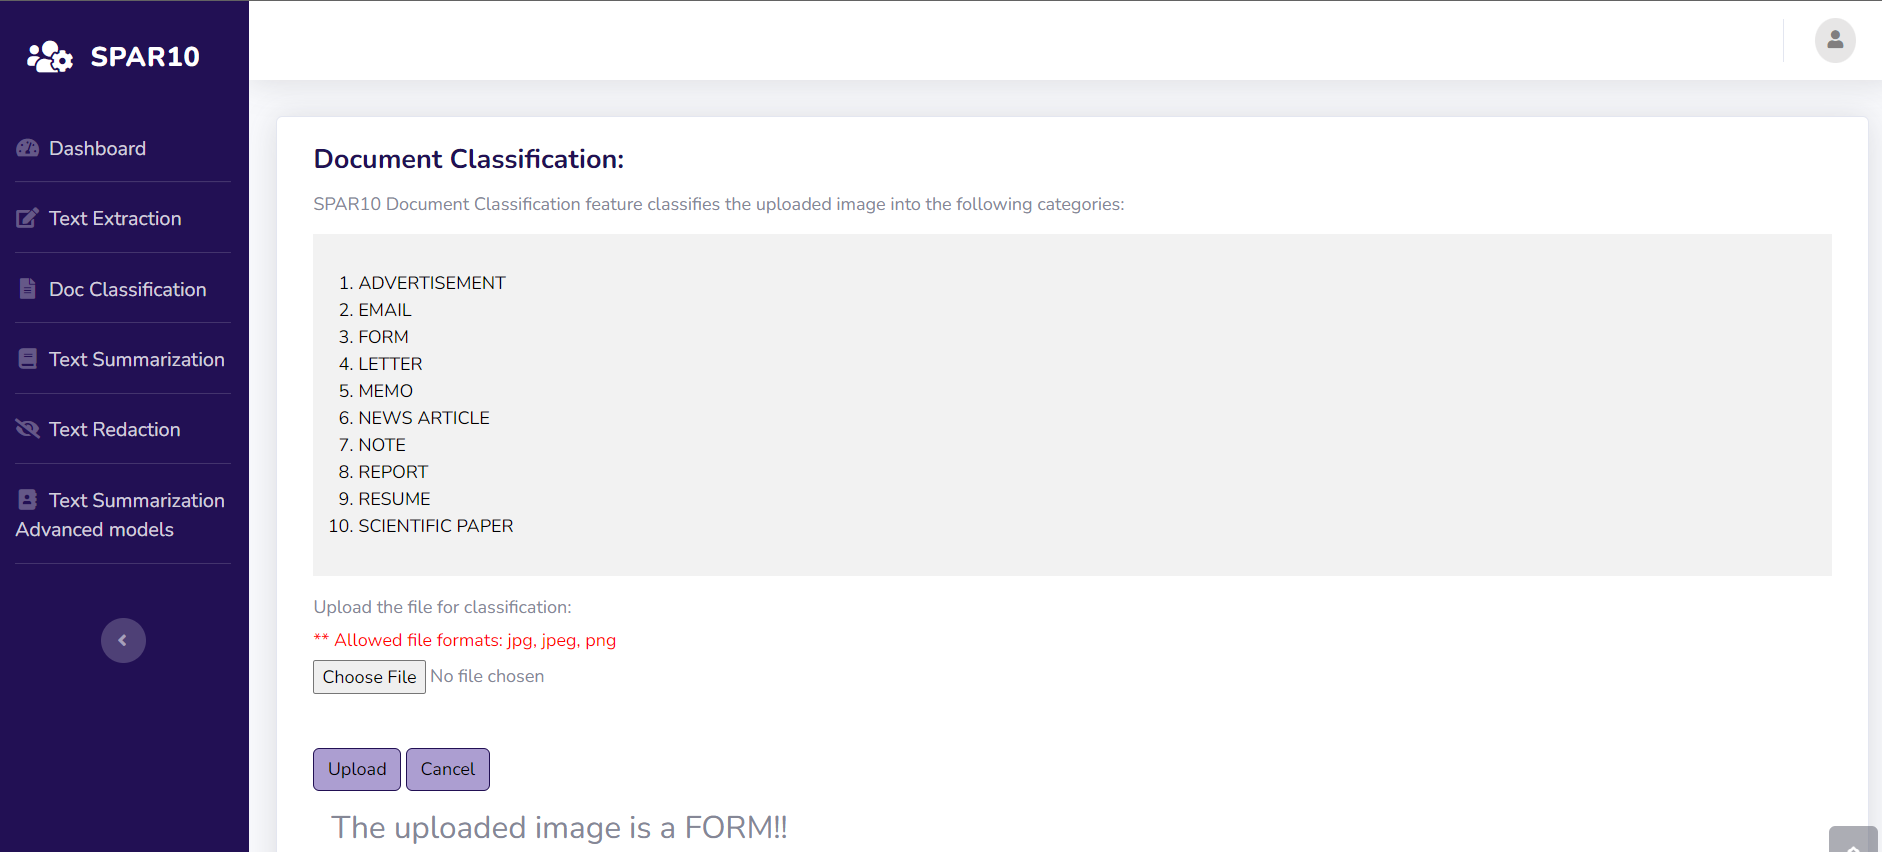 SPAR10
Dashboard
Text Extraction
Doc Classification
Text Summarization
Text Redaction
Text Summarization
Advanced models
Document Classification:
SPAR10 Document Classification feature classifies the uploaded image into the following categories:
1. ADVERTISEMENT
2. EMAIL
3. FORM
4. LETTER
5. MEMO
6. NEWS ARTICLE
7. NOTE
8. REPORT
9. RESUME
10. SCIENTIFIC PAPER
Upload the file for classification:
** Allowed file formats: jpg, jpeg, png
Choose File No file chosen
Upload Cancel
The uploaded image is a FORM!!